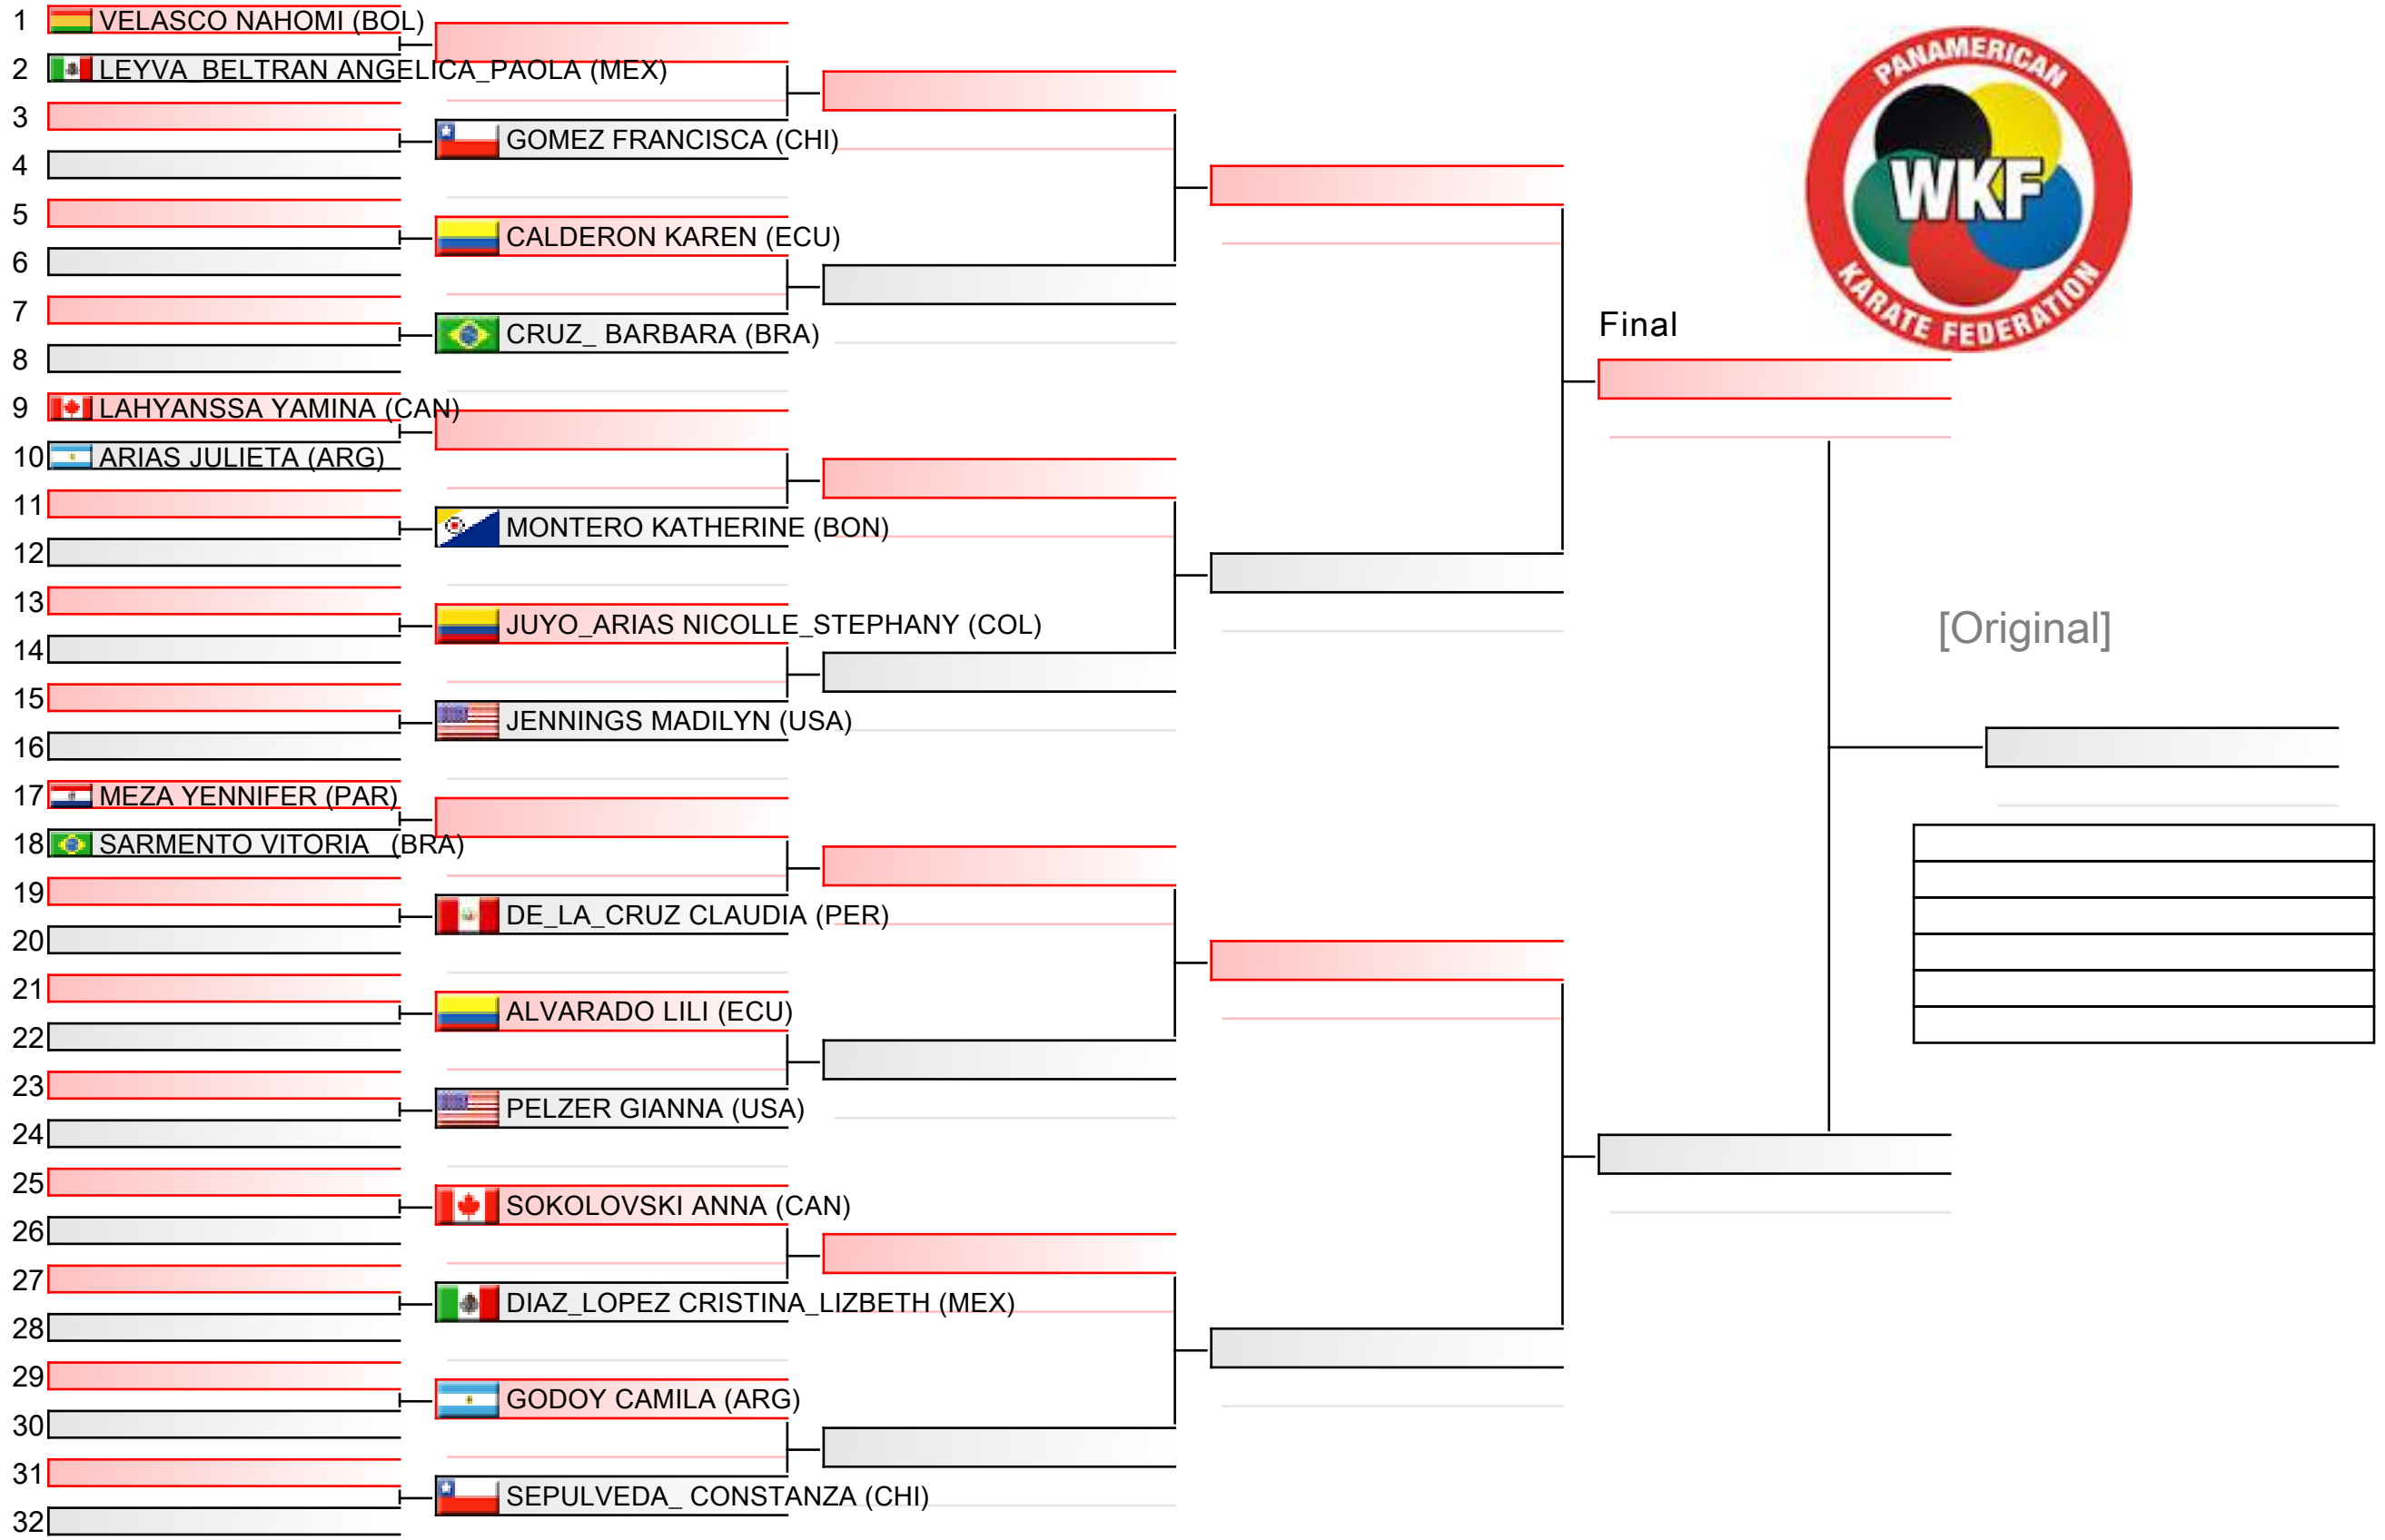 1 VELASCO NAHOMI (BOL)
2 LEYVA_BELTRAN ANGELICA_PAOLA (MEX)
3
GOMEZ FRANCISCA (CHI)
4
5
CALDERON KAREN (ECU)
6
7
CRUZ_ BARBARA (BRA)
8
9 LAHYANSSA YAMINA (CAN)
10 ARIAS JULIETA (ARG)
11
MONTERO KATHERINE (BON)
12
13
JUYO_ARIAS NICOLLE_STEPHANY (COL)
14
15
JENNINGS MADILYN (USA)
16
17 MEZA YENNIFER (PAR)
18 SARMENTO VITORIA_ (BRA)
19
DE_LA_CRUZ CLAUDIA (PER)
20
21
ALVARADO LILI (ECU)
22
23
PELZER GIANNA (USA)
24
25
SOKOLOVSKI ANNA (CAN)
26
27
DIAZ_LOPEZ CRISTINA_LIZBETH (MEX)
28
29
GODOY CAMILA (ARG)
30
31
SEPULVEDA_ CONSTANZA (CHI)
32
Final
[Original]
PANAMERICAN
WKF
KARATE FEDERATION